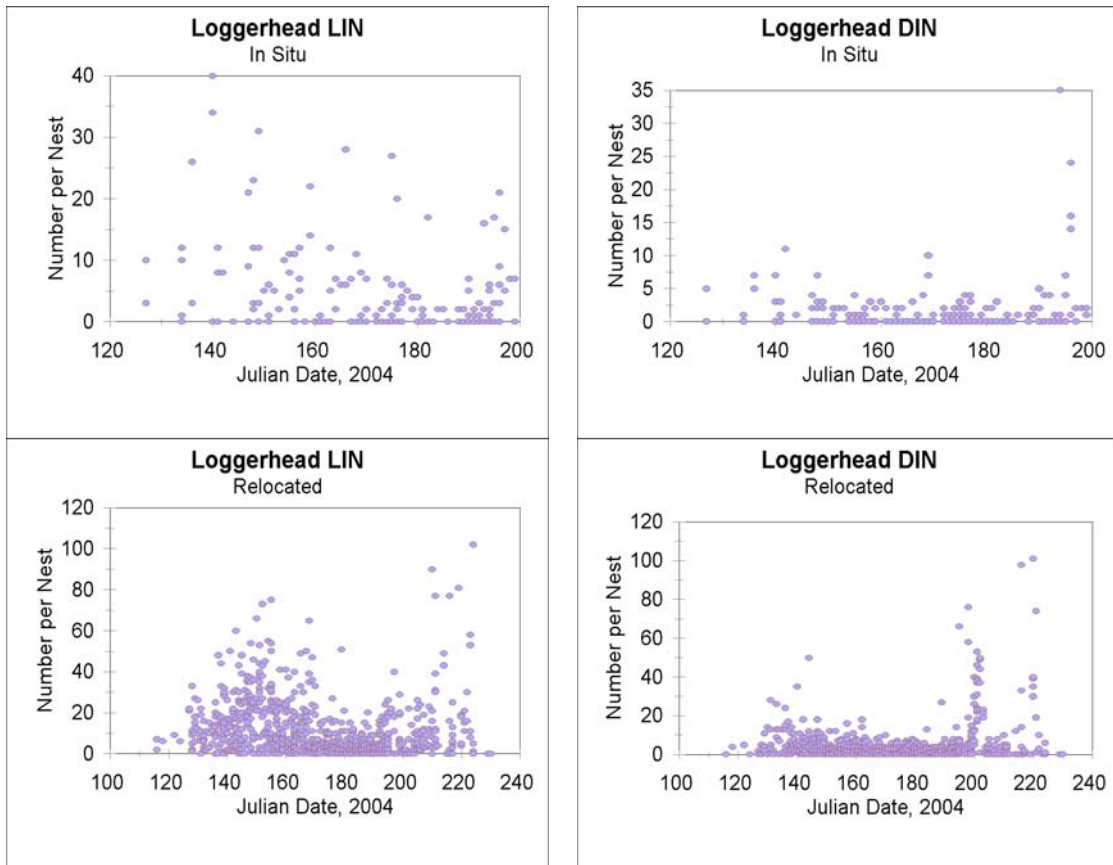 Loggerhead LIN
In Situ
Number per Nest
40
30
20
10
0
120 140 160 180 200
Julian Date, 2004
Loggerhead DIN
In Situ
Number per Nest
35
30
25
20
15
10
5
0
120 140 160 180 200
Julian Date, 2004
Loggerhead LIN
Relocated
Number per Nest
120
100
80
60
40
20
0
100 120 140 160 180 200 220 240
Julian Date, 2004
Loggerhead DIN
Relocated
Number per Nest
120
100
80
60
40
20
0
100 120 140 160 180 200 220 240
Julian Date, 2004